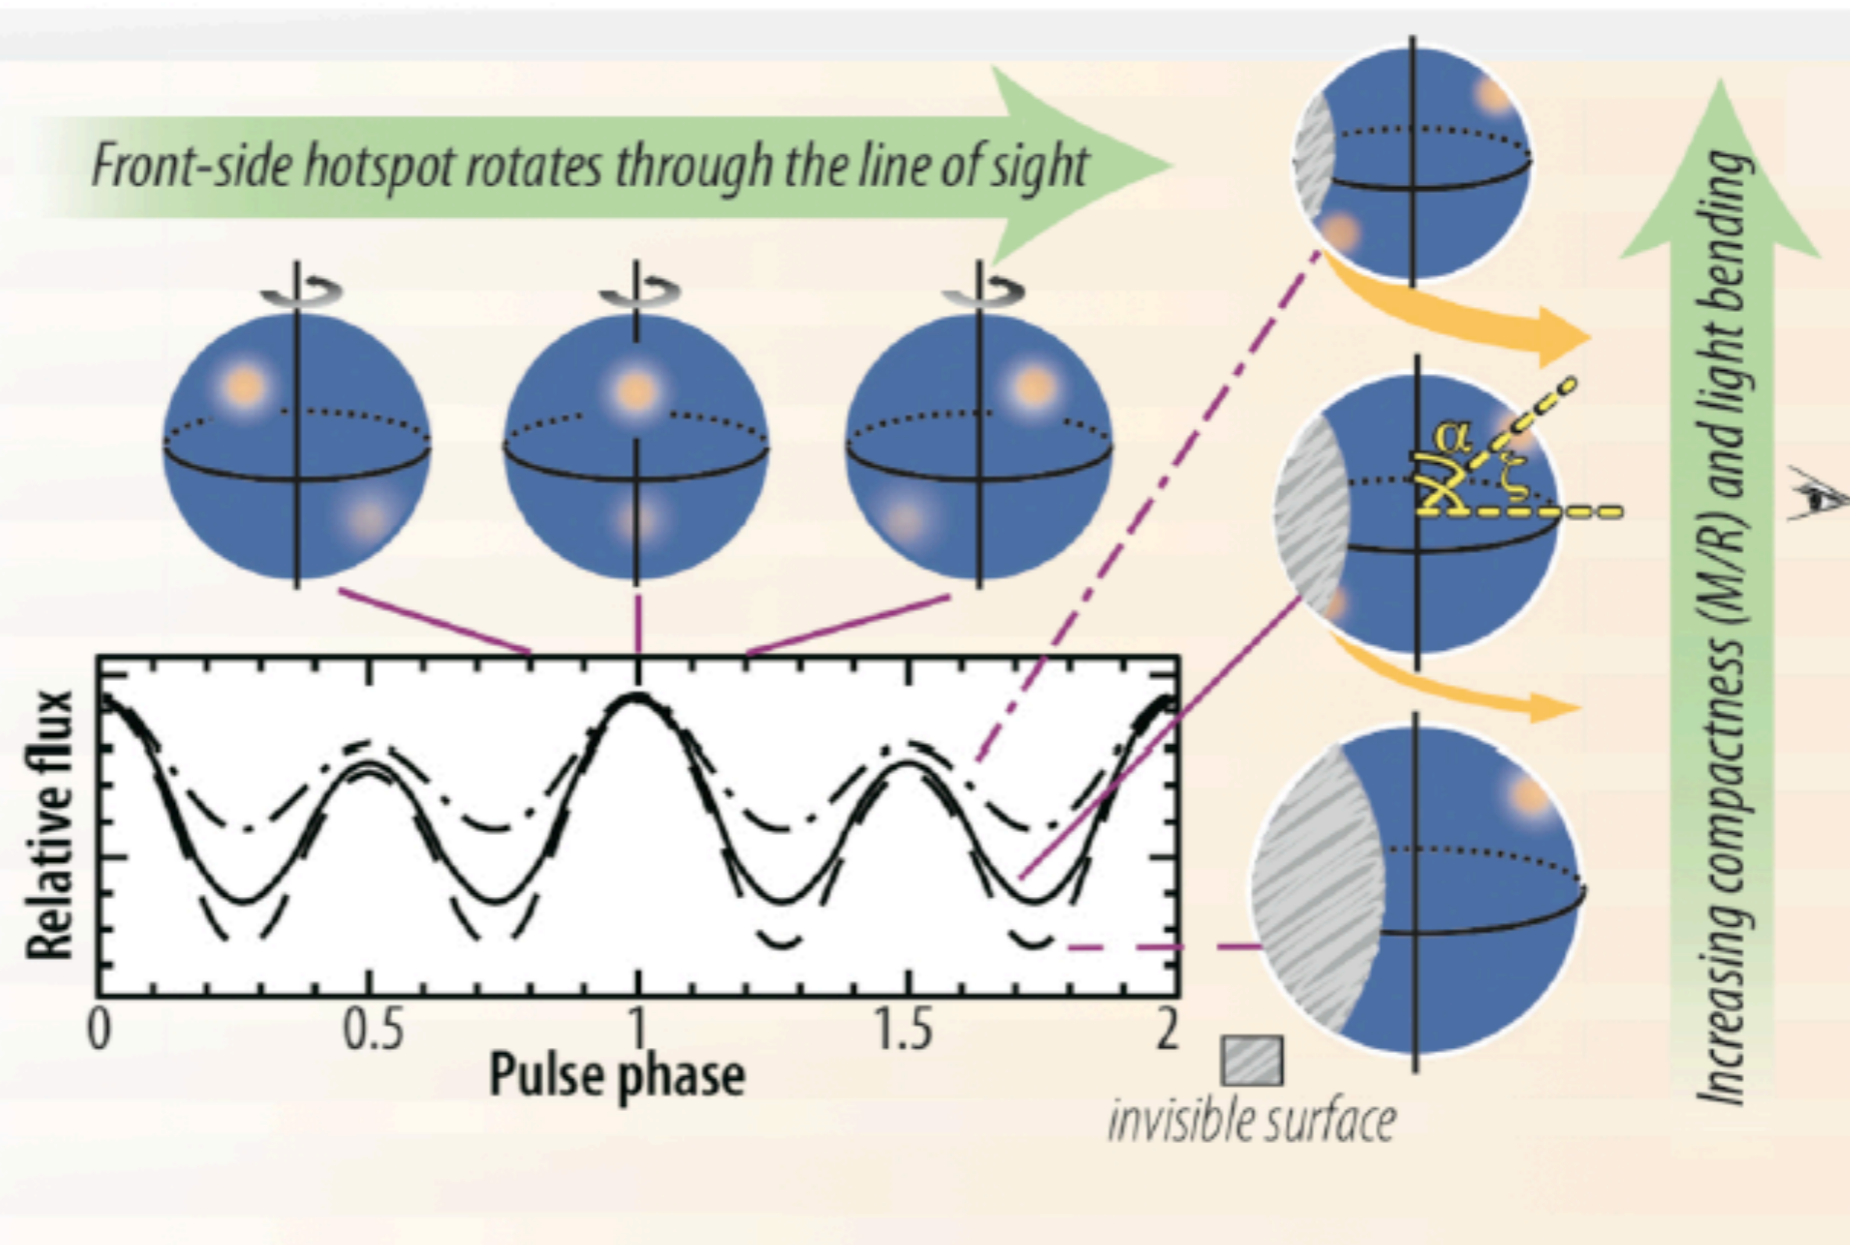 Front-side hotspot rotates through the line of sight
Increasing compactness (M/R) and light bending
α
ζ
Relative flux
0
0.5
1
1.5
2
Pulse phase
invisible surface